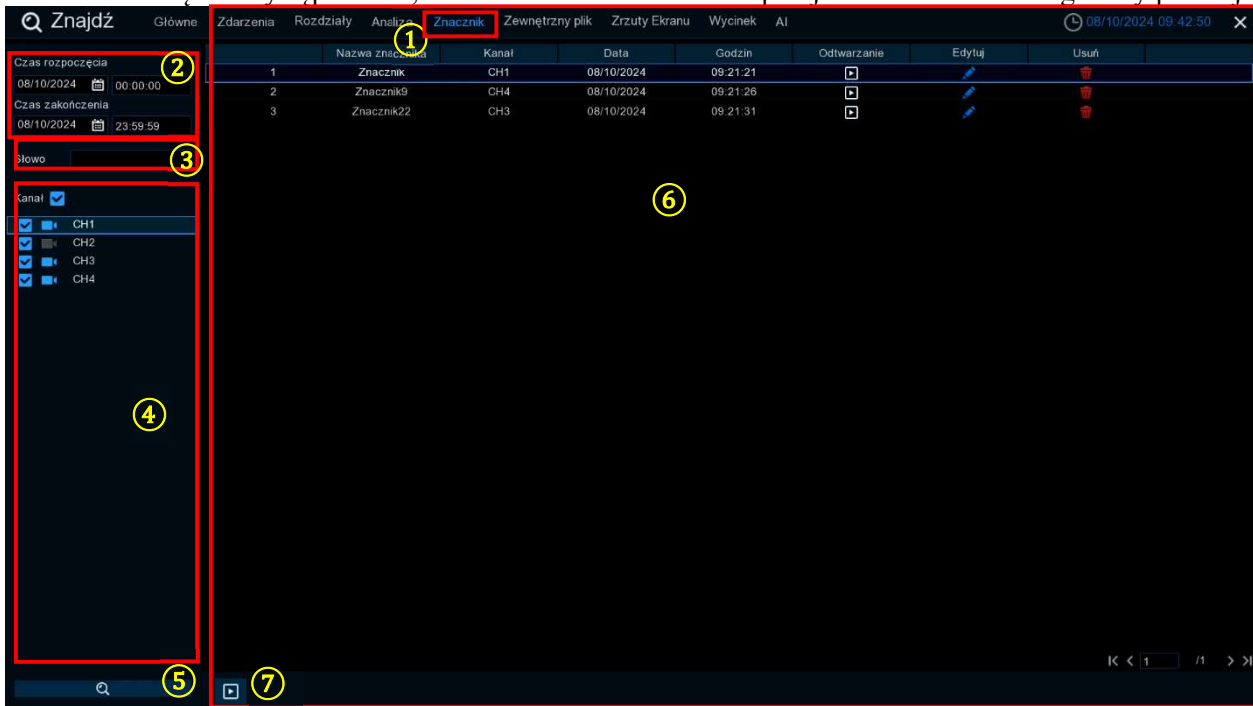 Znajdź Główne Zdarzenia Rozdziały Analiza Znacznik Zewnętrzny plik Zrzuty Ekranu Wycinek AI 08/10/2024 09:42:50
①
Nazwa znacznika Kanał Data Godzin Odtwarzanie Edytuj Usuń
Czas rozpoczęcia ②
08/10/2024 00:00:00
Czas zakończenia
08/10/2024 23:59:59
Słowo ③
Kanał
CH1
CH2
CH3
CH4
④
⑤
1 Znacznik CH1 08/10/2024 09:21:21
2 Znacznik9 CH4 08/10/2024 09:21:26
3 Znacznik22 CH3 08/10/2024 09:21:31
⑥
1 /1
⑦